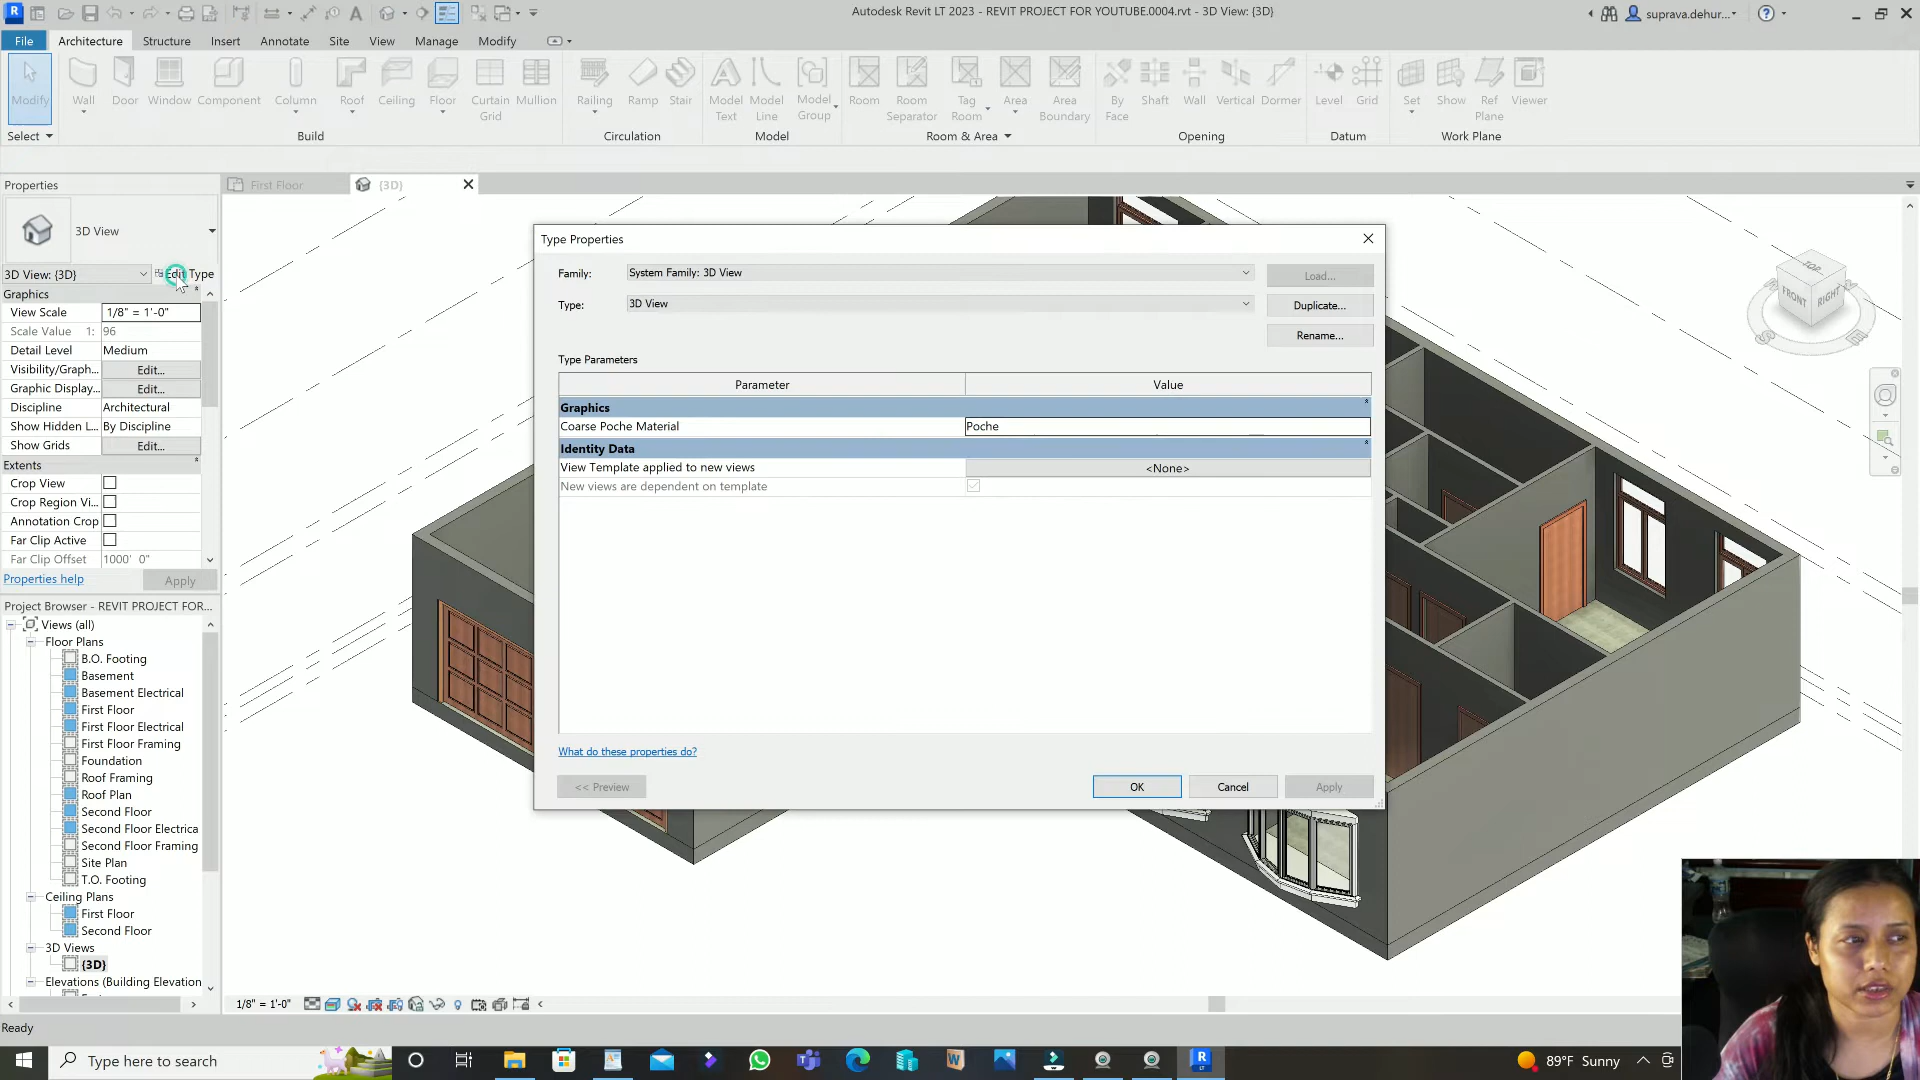 Autodesk Revit LT 2023 - REVIT PROJECT FOR YOUTUBE.0004.rvt - 3D View: {3D}
suprava.dehur...
File Architecture Structure Insert Annotate Site View Manage Modify
Modify Wall Door Window Component Column Roof Ceiling Floor Curtain Grid Mullion Railing Ramp Stair Model Text Model Line Model Group Room Room Separator Tag Room Area Area Boundary By Face Shaft Wall Vertical Dormer Level Grid Set Show Ref Plane Viewer
Select Build Circulation Model Room & Area Opening Datum Work Plane
Properties
First Floor {3D}
3D View
3D View: {3D} Edit Type
Graphics
View Scale 1/8" = 1'-0"
Scale Value 1: 96
Detail Level Medium
Visibility/Graph... Edit...
Graphic Display... Edit...
Discipline Architectural
Show Hidden L... By Discipline
Show Grids Edit...
Extents
Crop View
Crop Region Vi...
Annotation Crop
Far Clip Active
Far Clip Offset 1000' 0"
Properties help Apply
Project Browser - REVIT PROJECT FOR...
Views (all)
Floor Plans
B.O. Footing
Basement
Basement Electrical
First Floor
First Floor Electrical
First Floor Framing
Foundation
Roof Framing
Roof Plan
Second Floor
Second Floor Electrica
Second Floor Framing
Site Plan
T.O. Footing
Ceiling Plans
First Floor
Second Floor
3D Views
{3D}
Elevations (Building Elevation
Type Properties
Family: System Family: 3D View Load...
Type: 3D View Duplicate...
Rename...
Type Parameters
Parameter Value
Graphics
Coarse Poche Material Poche
Identity Data
View Template applied to new views <None>
New views are dependent on template
What do these properties do?
<< Preview OK Cancel Apply
TOP
FRONT RIGHT
1/8" = 1'-0"
Ready
Type here to search
89°F Sunny